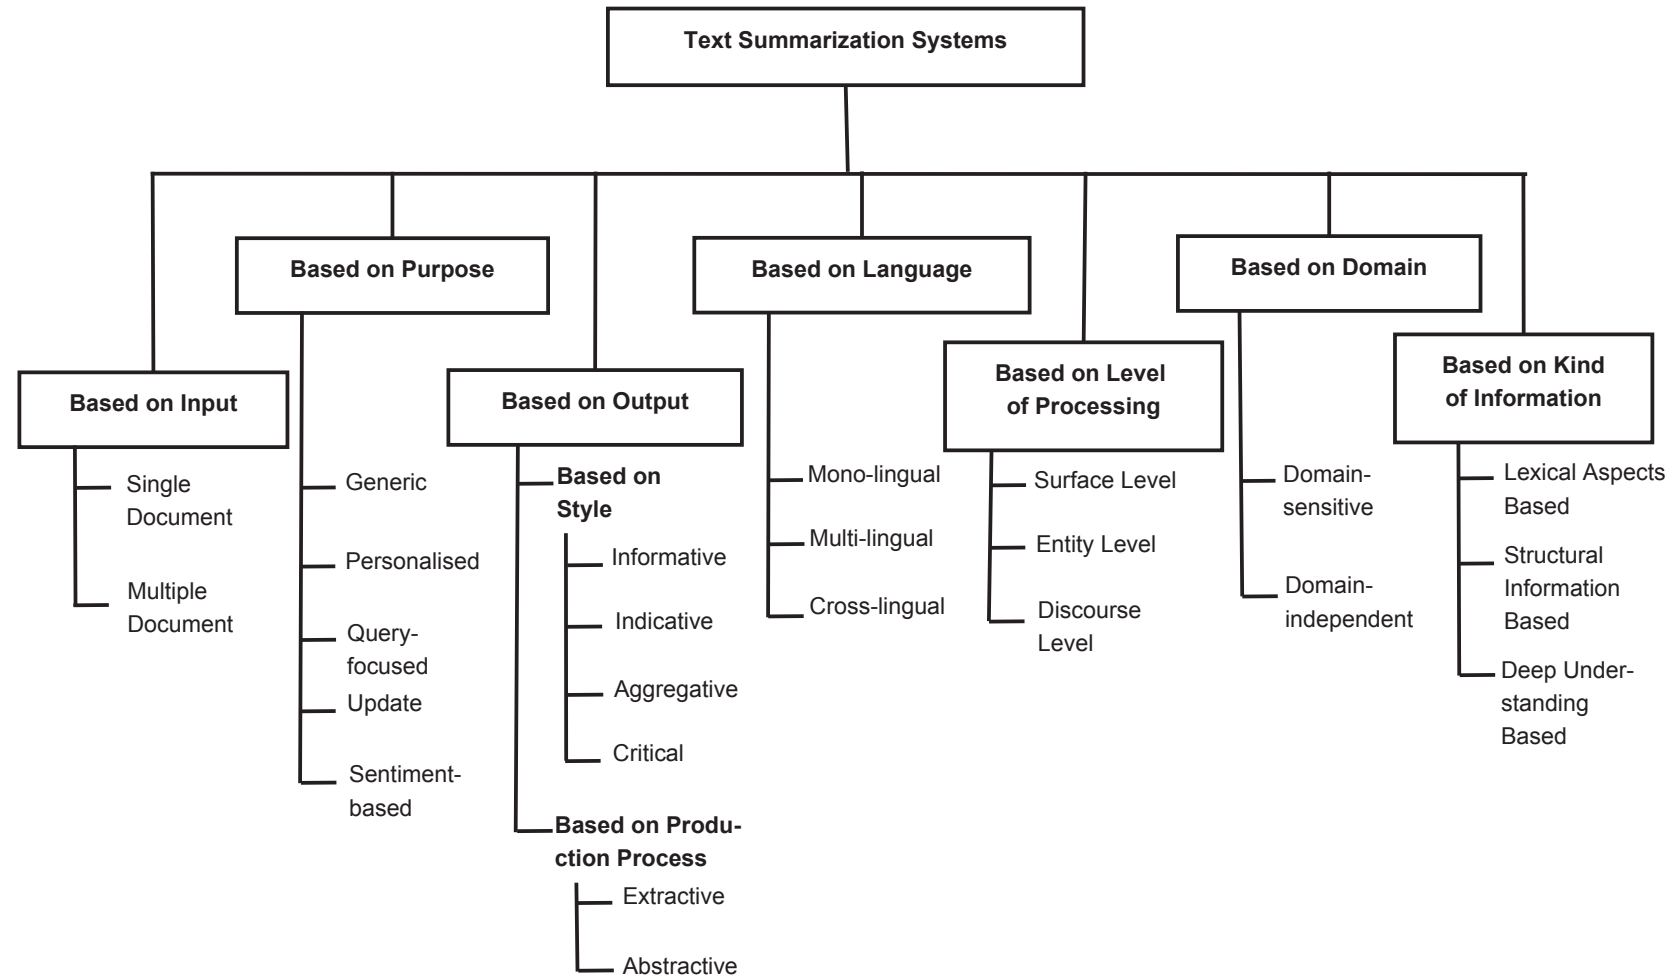 Text Summarization Systems
Based on Input
Single
Document
Multiple
Document
Based on Purpose
Generic
Personalised
Query-
focused
Update
Sentiment-
based
Based on Output
Based on
Style
Informative
Indicative
Aggregative
Critical
Based on Produ-
ction Process
Extractive
Abstractive
Based on Language
Mono-lingual
Multi-lingual
Cross-lingual
Based on Level
of Processing
Surface Level
Entity Level
Discourse
Level
Based on Domain
Domain-
sensitive
Domain-
independent
Based on Kind
of Information
Lexical Aspects
Based
Structural
Information
Based
Deep Under-
standing
Based